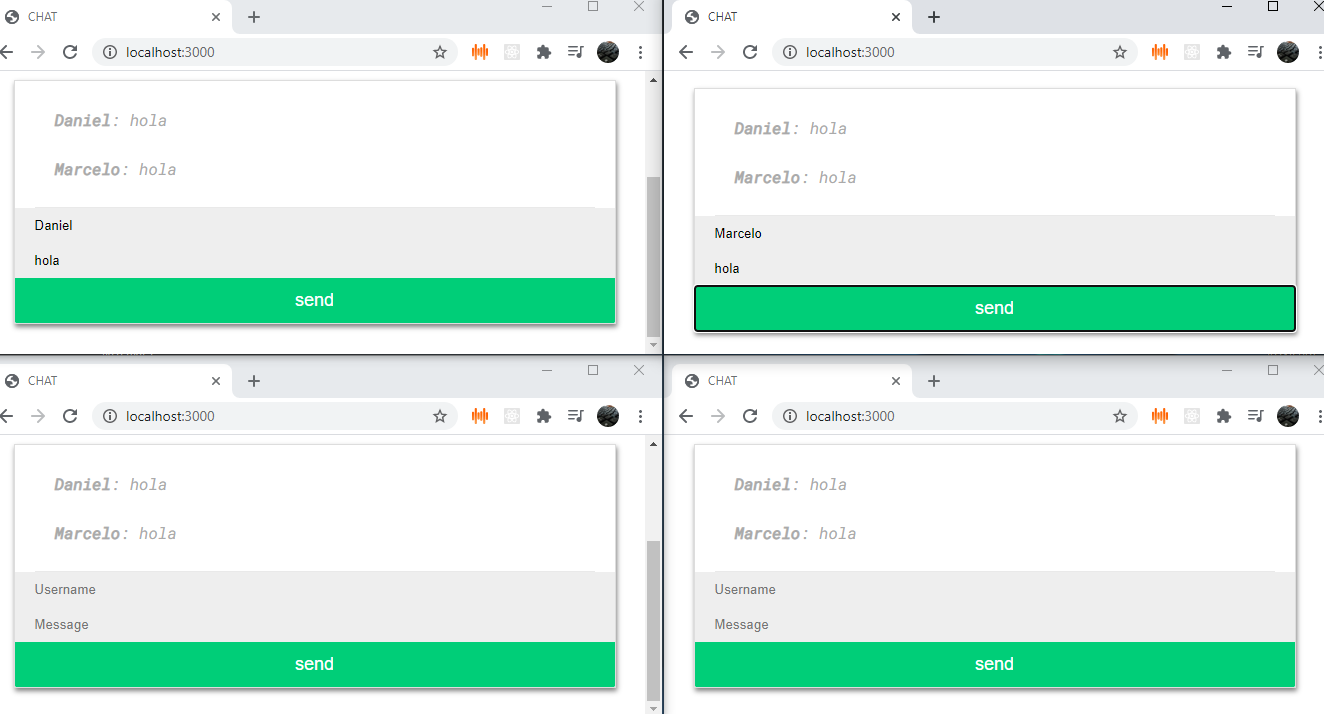 CHAT
localhost:3000
Daniel: hola
Marcelo: hola
Daniel
hola
send
CHAT
localhost:3000
Daniel: hola
Marcelo: hola
Marcelo
hola
send
CHAT
localhost:3000
Daniel: hola
Marcelo: hola
Username
Message
send
CHAT
localhost:3000
Daniel: hola
Marcelo: hola
Username
Message
send